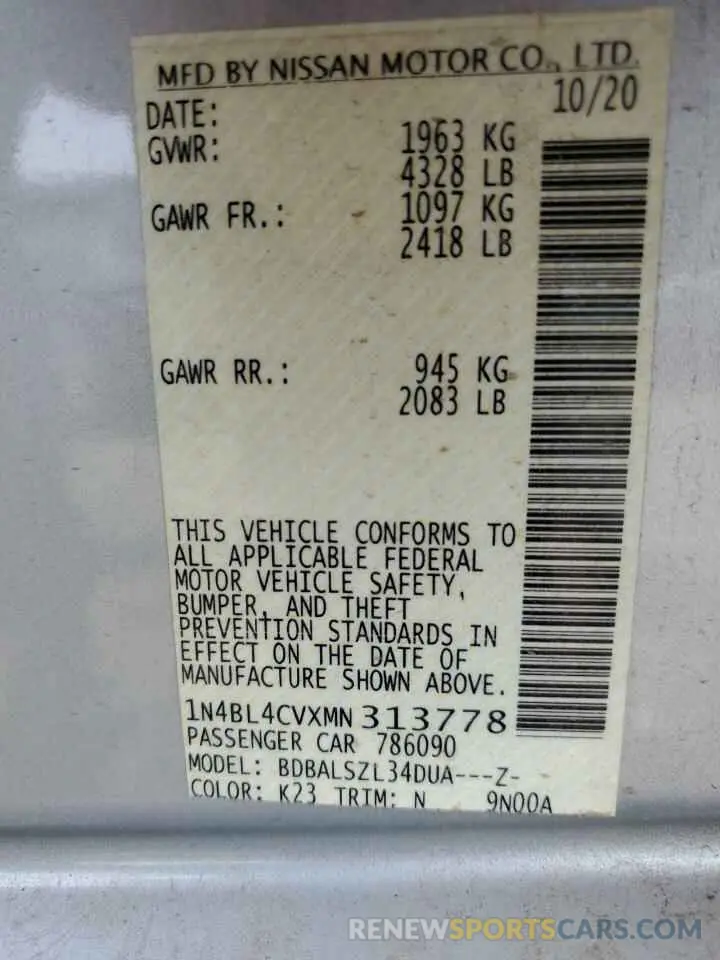 MFD BY NISSAN MOTOR CO., LTD.
DATE: 10/20
GVWR: 1963 KG
4328 LB
GAWR FR.: 1097 KG
2418 LB
GAWR RR.: 945 KG
2083 LB
THIS VEHICLE CONFORMS TO
ALL APPLICABLE FEDERAL
MOTOR VEHICLE SAFETY,
BUMPER, AND THEFT
PREVENTION STANDARDS IN
EFFECT ON THE DATE OF
MANUFACTURE SHOWN ABOVE.
1N4BL4CVXMN313778
PASSENGER CAR 786090
MODEL: BDBALSZL34DUA---Z-
COLOR: K23 TRIM: N 9N00A
RENEWSPORTSCARS.COM